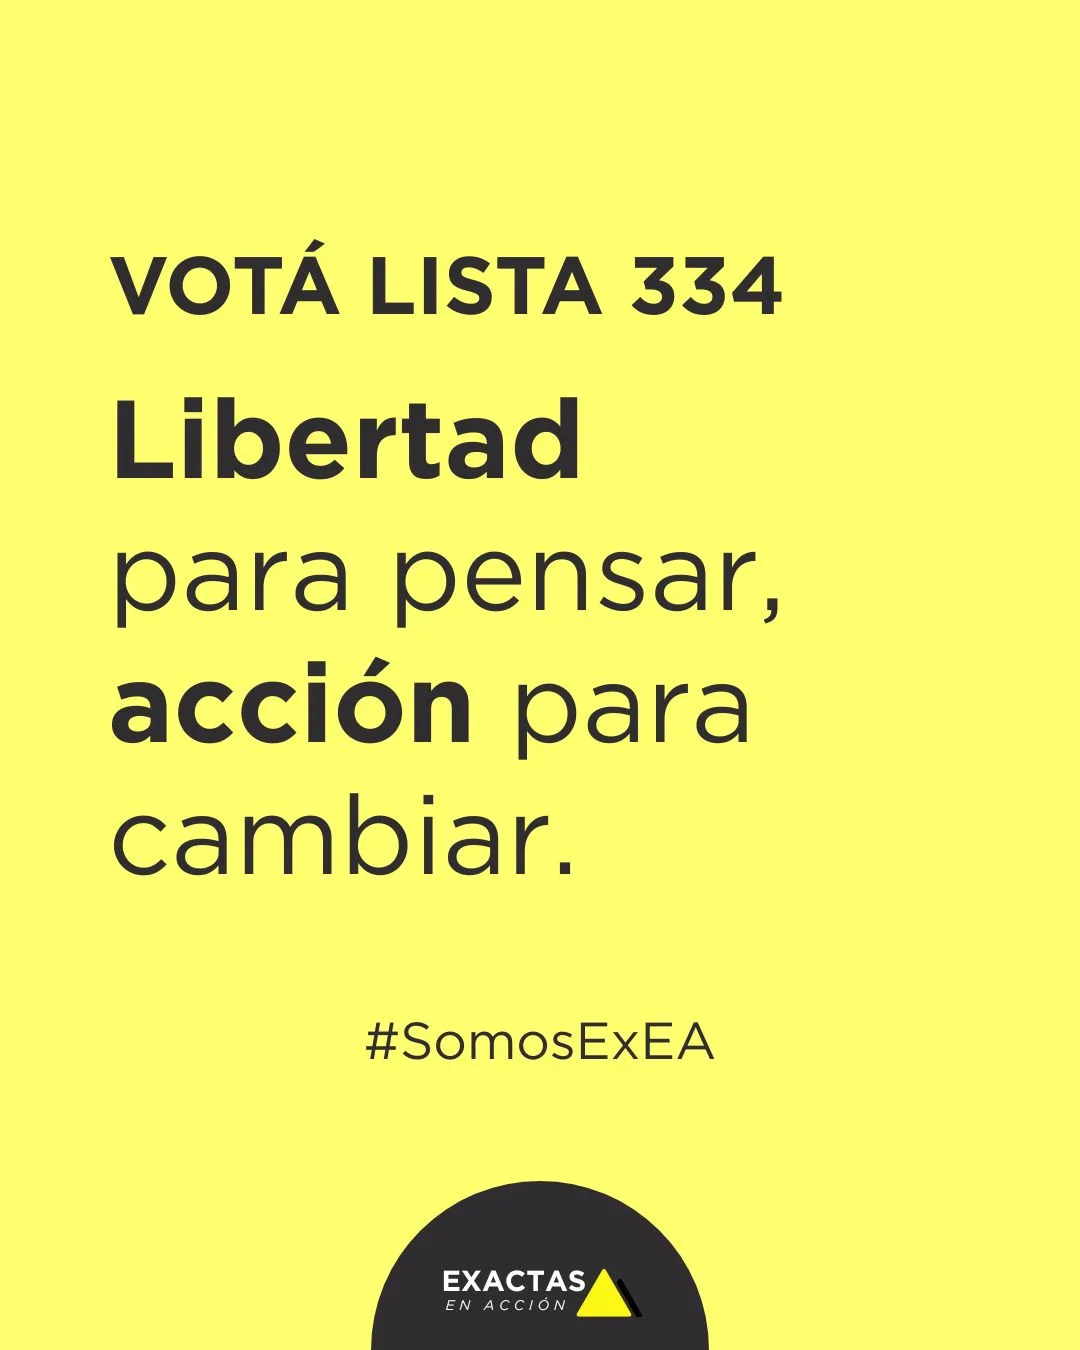 VOTÁ LISTA 334
Libertad
para pensar,
acción para
cambiar.
#SomosExEA
EXACTAS
EN ACCIÓN